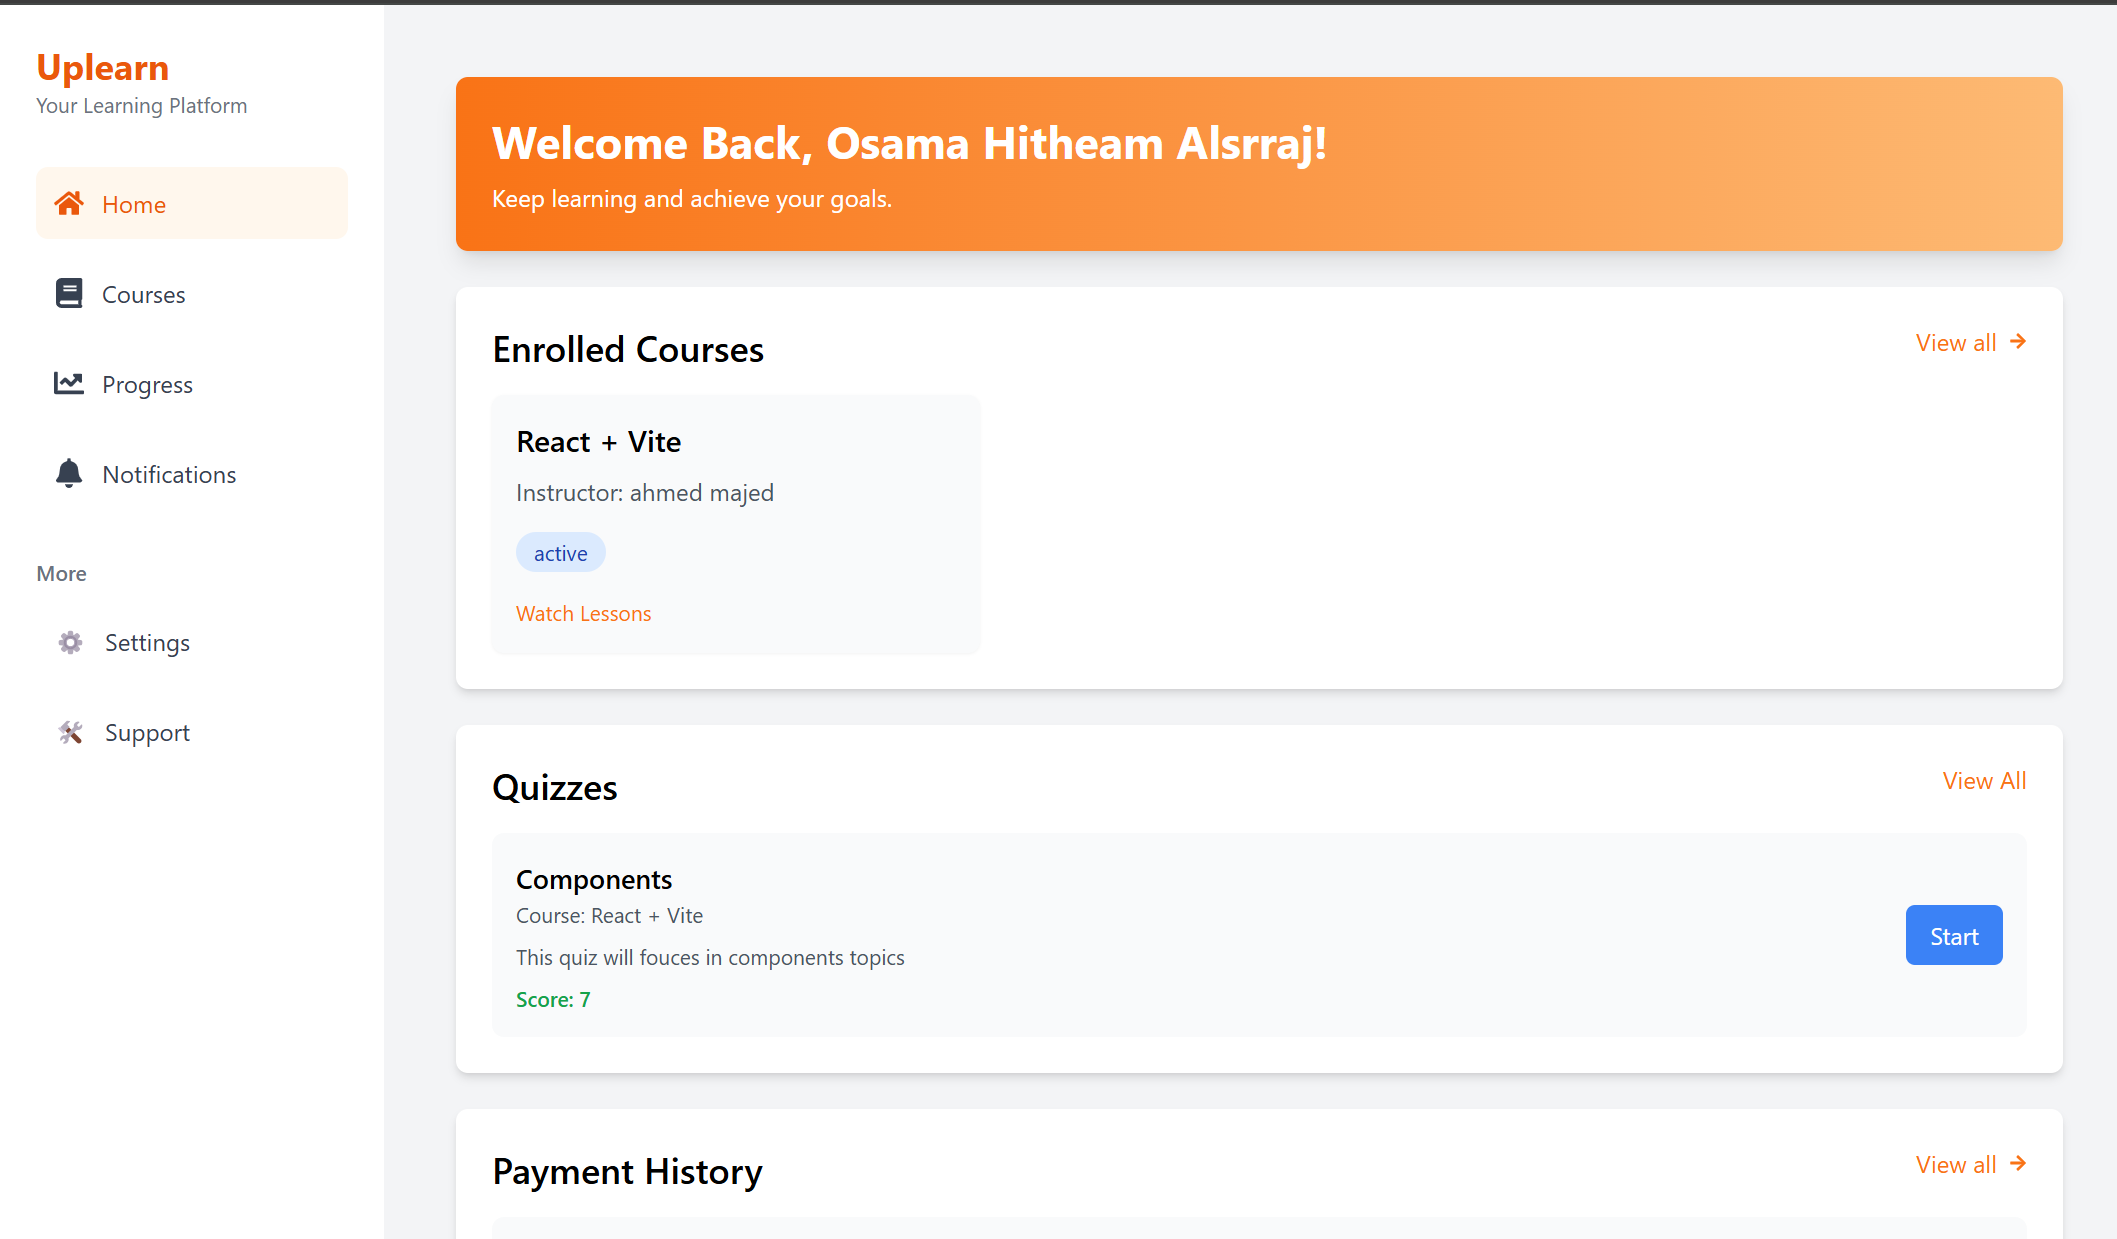 Uplearn
Your Learning Platform
Home
Courses
Progress
Notifications
More
Settings
Support
Welcome Back, Osama Hitheam Alsrraj!
Keep learning and achieve your goals.
Enrolled Courses
View all →
React + Vite
Instructor: ahmed majed
active
Watch Lessons
Quizzes
View All
Components
Course: React + Vite
This quiz will fouces in components topics
Score: 7
Start
Payment History
View all →